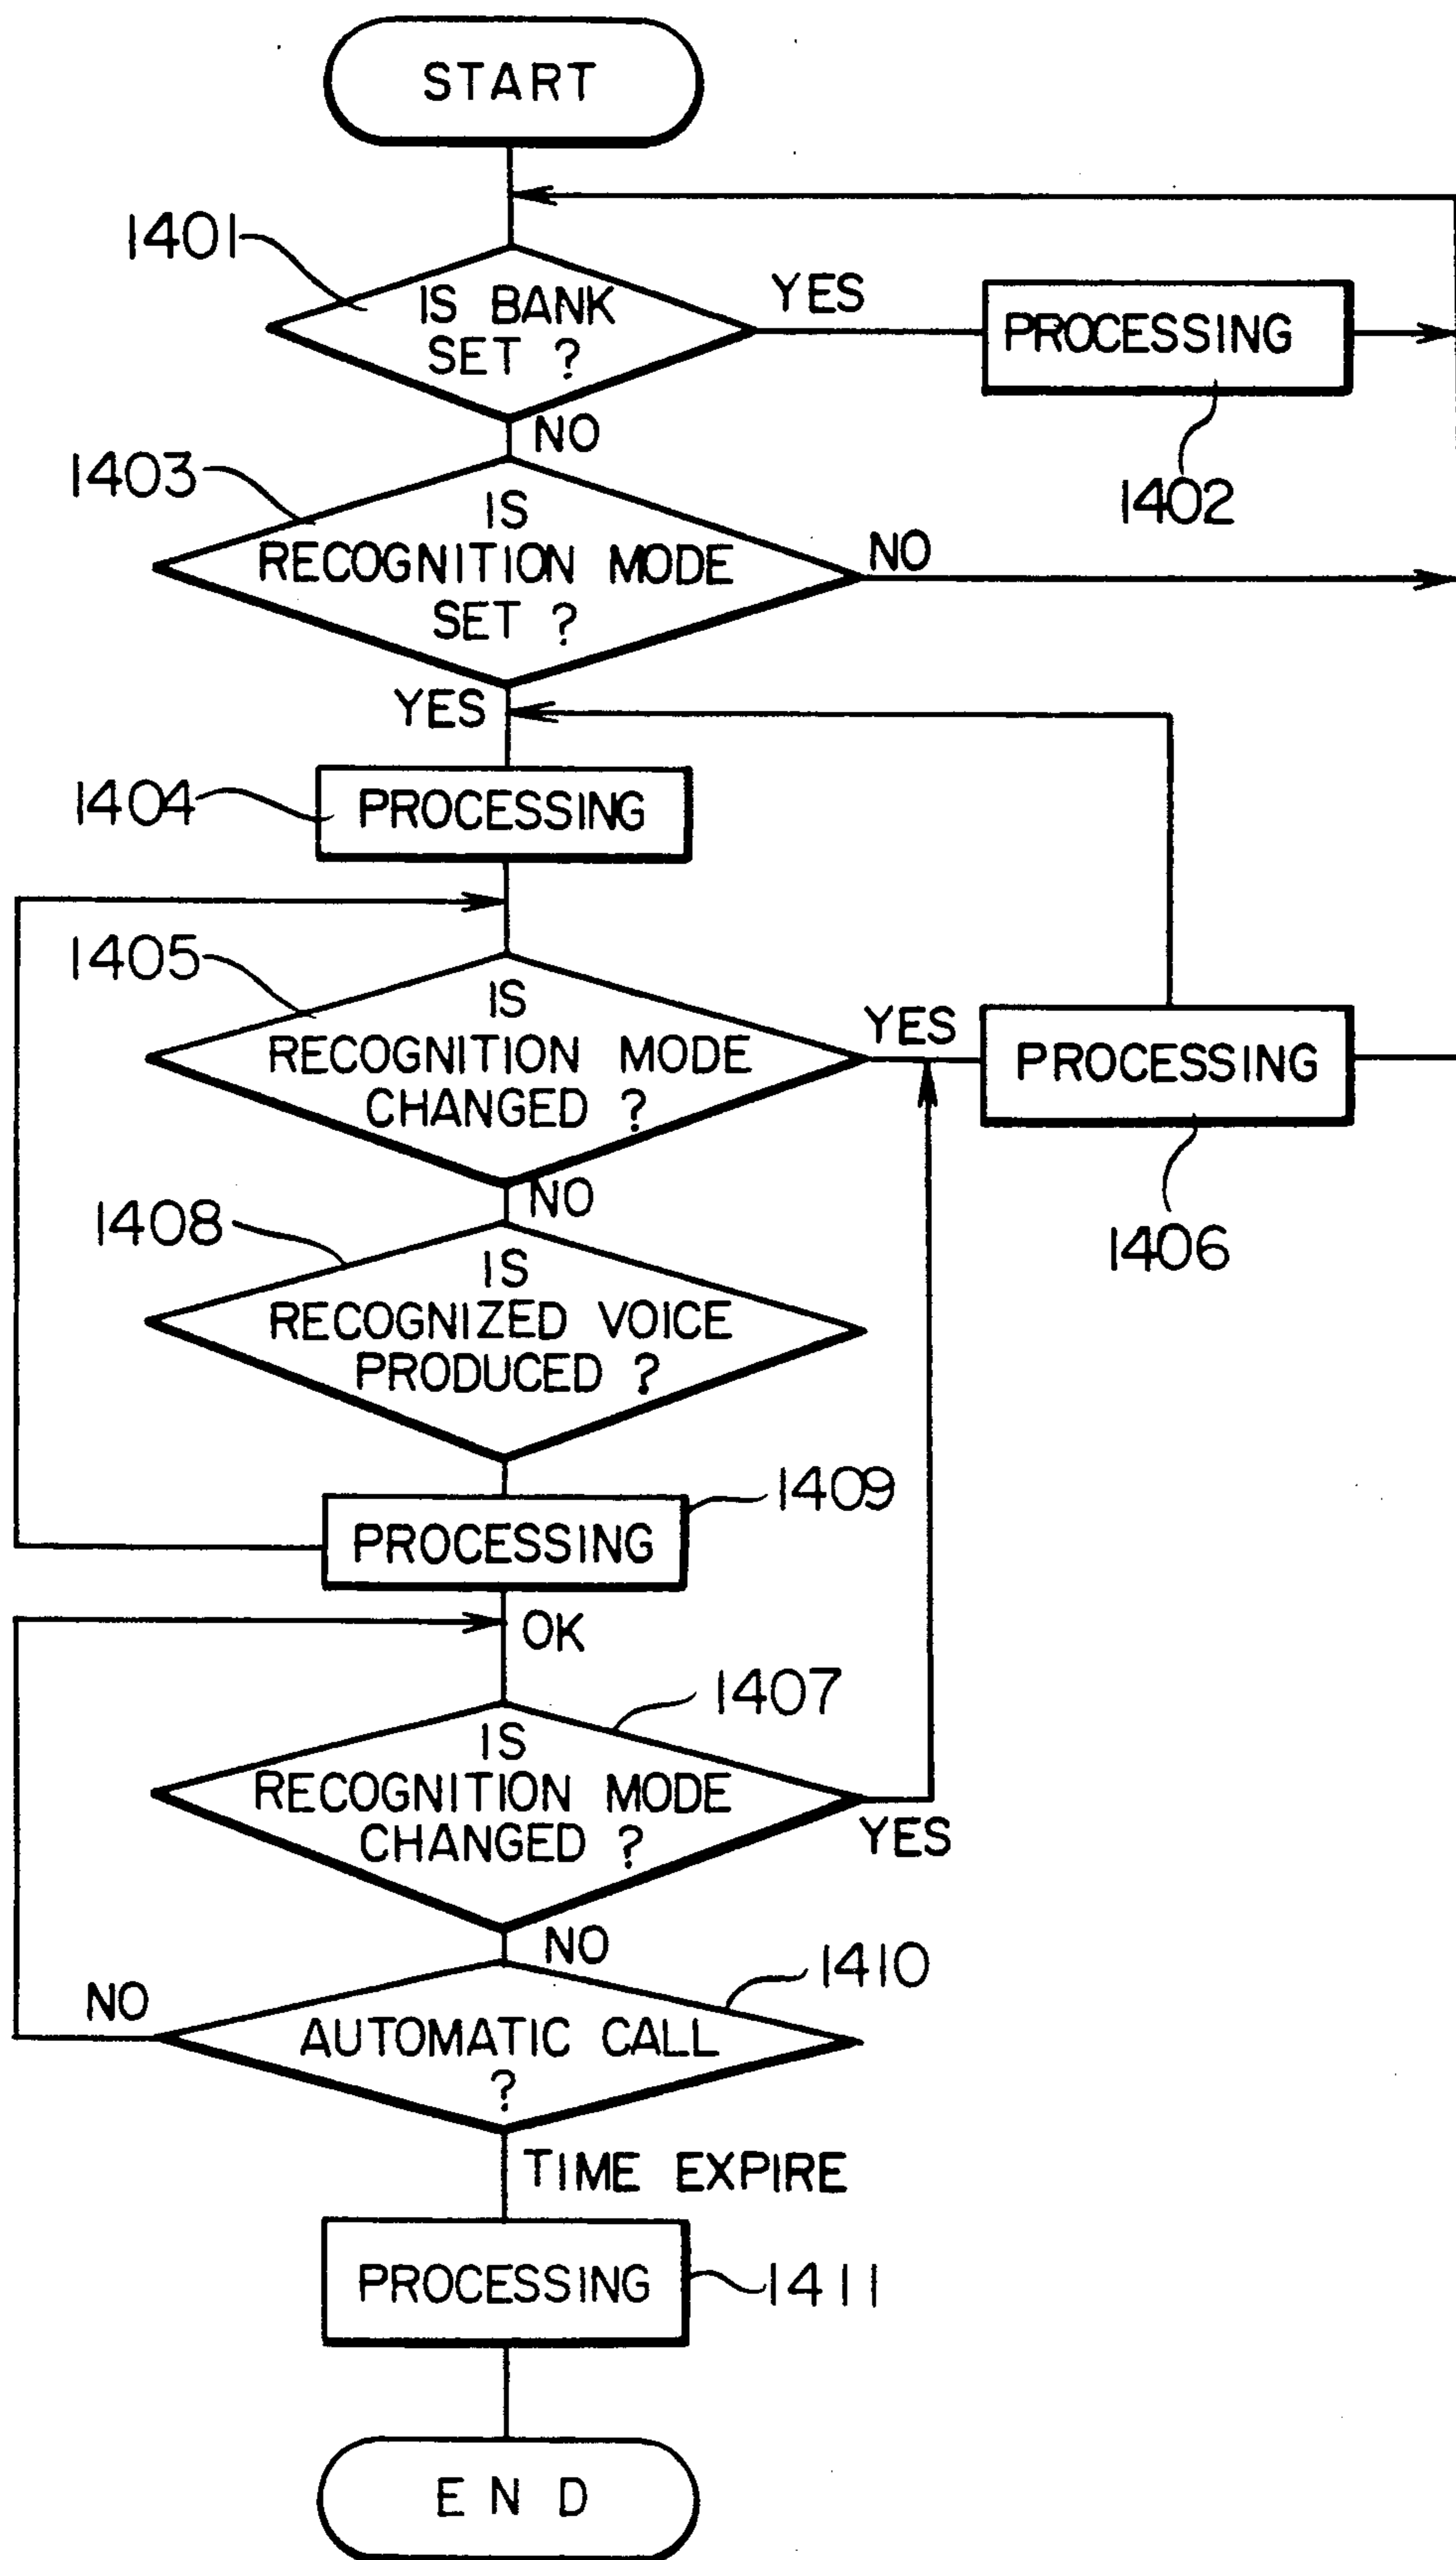 START
1401
IS BANK
SET ?
YES
PROCESSING
1402
NO
1403
IS
RECOGNITION MODE
SET ?
NO
YES
1404
PROCESSING
1405
IS
RECOGNITION MODE
CHANGED ?
YES
PROCESSING
1406
NO
1408
IS
RECOGNIZED VOICE
PRODUCED ?
1409
PROCESSING
OK
1407
IS
RECOGNITION MODE
CHANGED ?
YES
NO
1410
NO
AUTOMATIC CALL
?
TIME EXPIRE
PROCESSING
1411
END